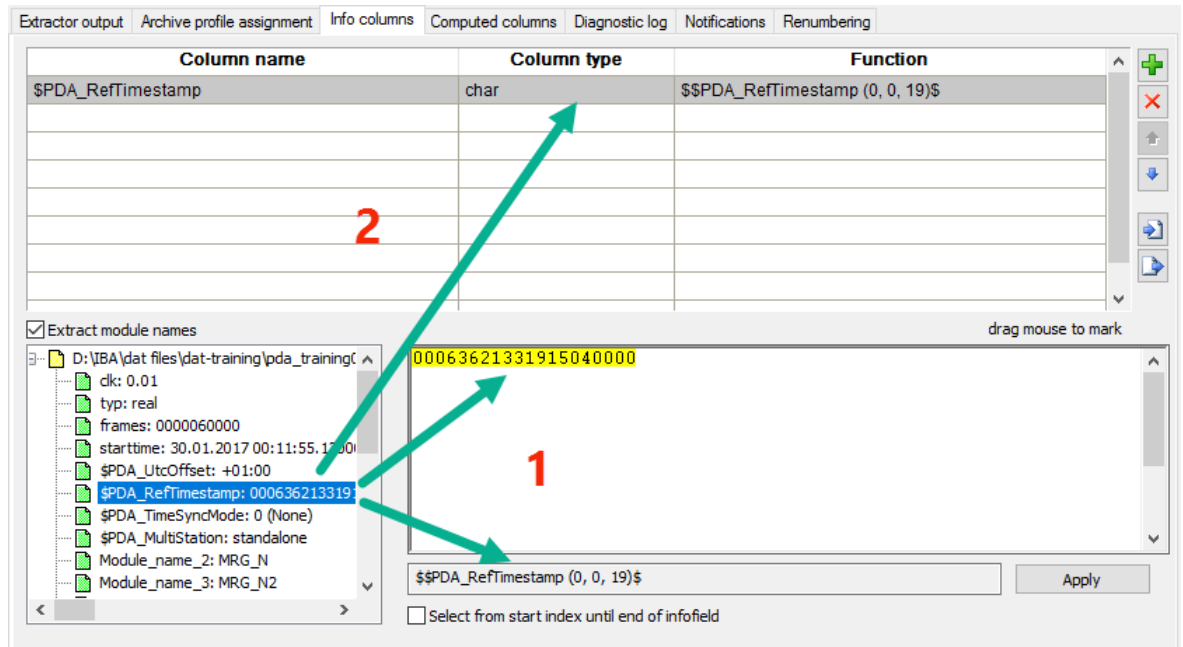 Extractor output Archive profile assignment Info columns Computed columns Diagnostic log Notifications Renumbering
Column name Column type Function
$PDA_RefTimestamp char $$PDA_RefTimestamp (0, 0, 19)$
2
Extract module names drag mouse to mark
D:\IBA\dat files\dat-training\pda_training
clk: 0.01
typ: real
frames: 0000060000
starttime: 30.01.2017 00:11:55.
$PDA_UtcOffset: +01:00
$PDA_RefTimestamp: 000636213319
$PDA_TimeSyncMode: 0 (None)
$PDA_MultiStation: standalone
Module_name_2: MRG_N
Module_name_3: MRG_N2
00063621331915040000
1
$$PDA_RefTimestamp (0, 0, 19)$ Apply
Select from start index until end of infofield